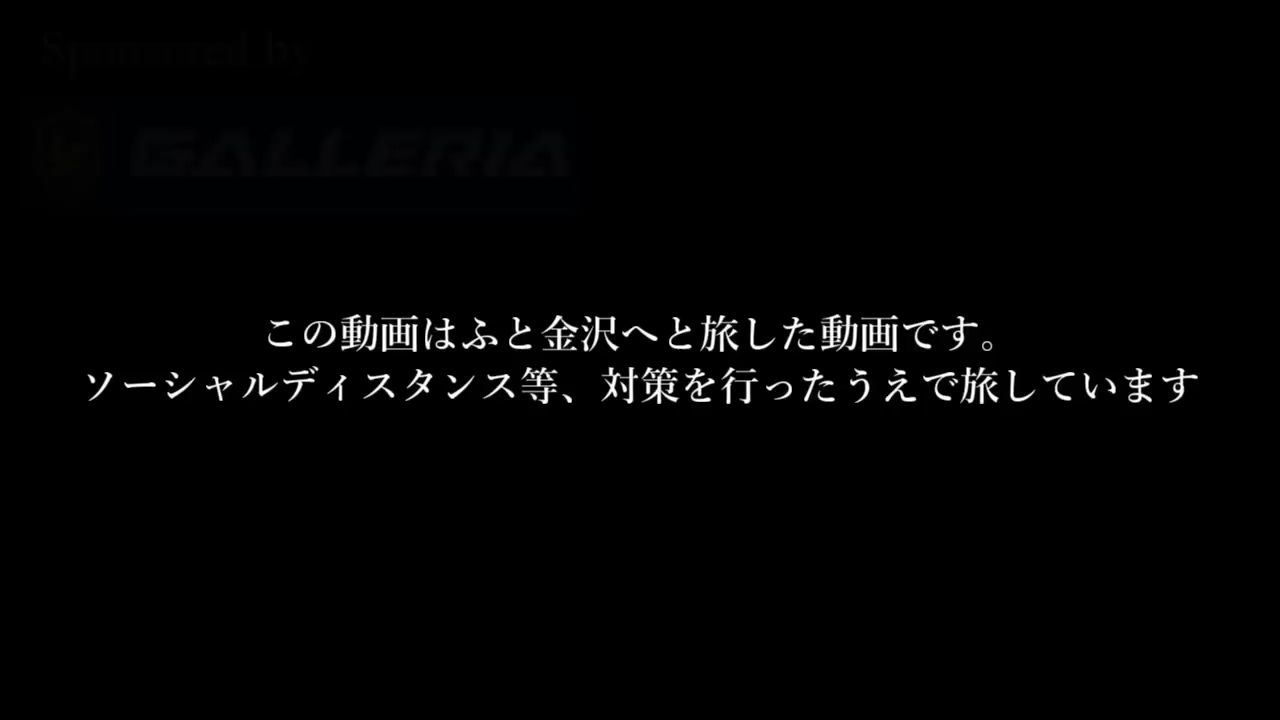 Sponsored by
GALLERIA
この動画はふと金沢へと旅した動画です。
ソーシャルディスタンス等、対策を行ったうえで旅しています